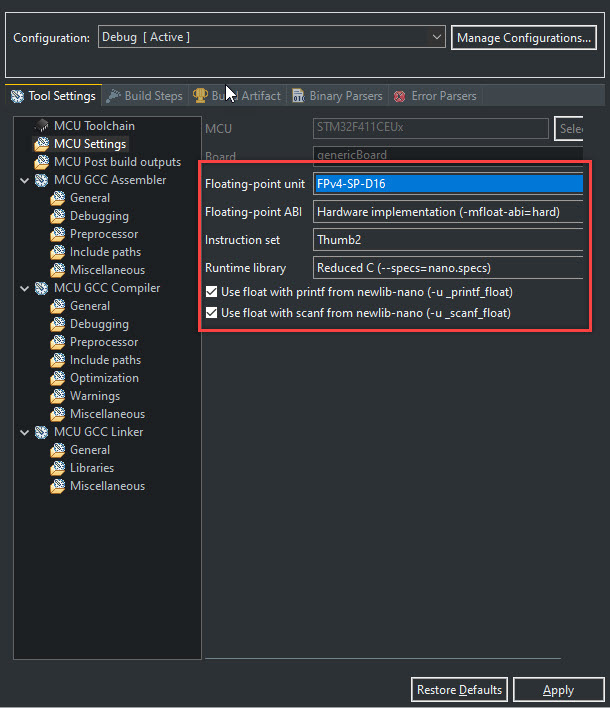 Configuration: Debug [ Active ] Manage Configurations...
Tool Settings Build Steps Build Artifact Binary Parsers Error Parsers
MCU Toolchain
MCU Settings
MCU Post build outputs
MCU GCC Assembler
General
Debugging
Preprocessor
Include paths
Miscellaneous
MCU GCC Compiler
General
Debugging
Preprocessor
Include paths
Optimization
Warnings
Miscellaneous
MCU GCC Linker
General
Libraries
Miscellaneous
MCU STM32F411CEUx Selec
Board genericBoard
Floating-point unit FPv4-SP-D16
Floating-point ABI Hardware implementation (-mfloat-abi=hard)
Instruction set Thumb2
Runtime library Reduced C (--specs=nano.specs)
Use float with printf from newlib-nano (-u _printf_float)
Use float with scanf from newlib-nano (-u _scanf_float)
Restore Defaults Apply